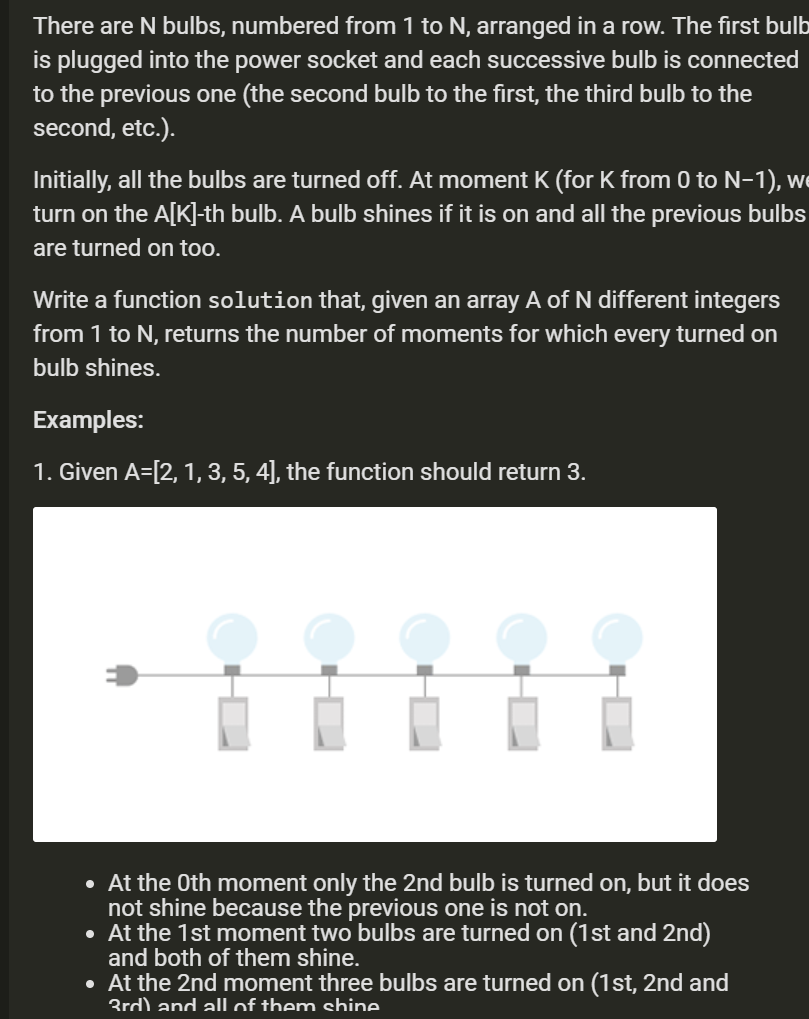 There are N bulbs, numbered from 1 to N, arranged in a row. The first bulb
is plugged into the power socket and each successive bulb is connected
to the previous one (the second bulb to the first, the third bulb to the
second, etc.).
Initially, all the bulbs are turned off. At moment K (for K from 0 to N−1), we
turn on the A[K]-th bulb. A bulb shines if it is on and all the previous bulbs
are turned on too.
Write a function solution that, given an array A of N different integers
from 1 to N, returns the number of moments for which every turned on
bulb shines.
Examples:
1. Given A=[2, 1, 3, 5, 4], the function should return 3.
• At the 0th moment only the 2nd bulb is turned on, but it does
not shine because the previous one is not on.
• At the 1st moment two bulbs are turned on (1st and 2nd)
and both of them shine.
• At the 2nd moment three bulbs are turned on (1st, 2nd and
3rd) and all of them shine